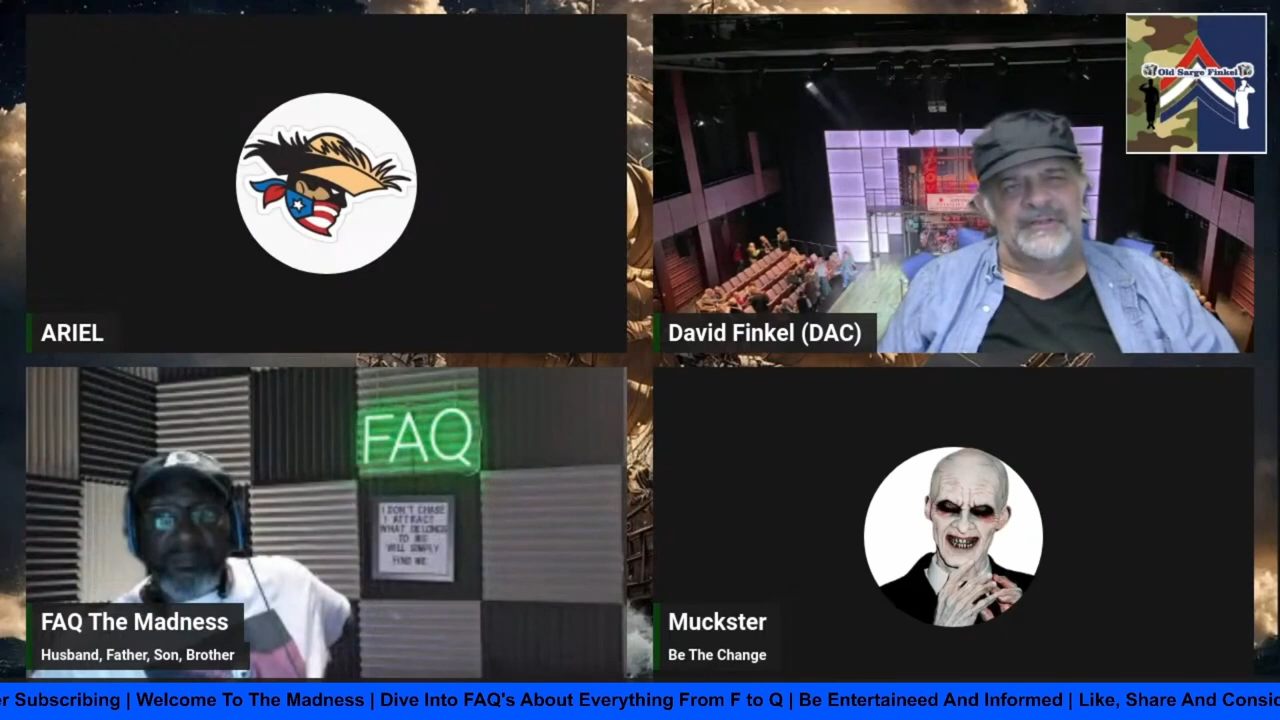 Old Sarge Finkel
ARIEL
David Finkel (DAC)
FAQ
I DON'T CHASE
I ATTRACT
WHAT BELONGS
TO ME
WILL SIMPLY
FIND ME
FAQ The Madness
Husband, Father, Son, Brother
Muckster
Be The Change
er Subscribing | Welcome To The Madness | Dive Into FAQ's About Everything From F to Q | Be Entertaineed And Informed | Like, Share And Consid